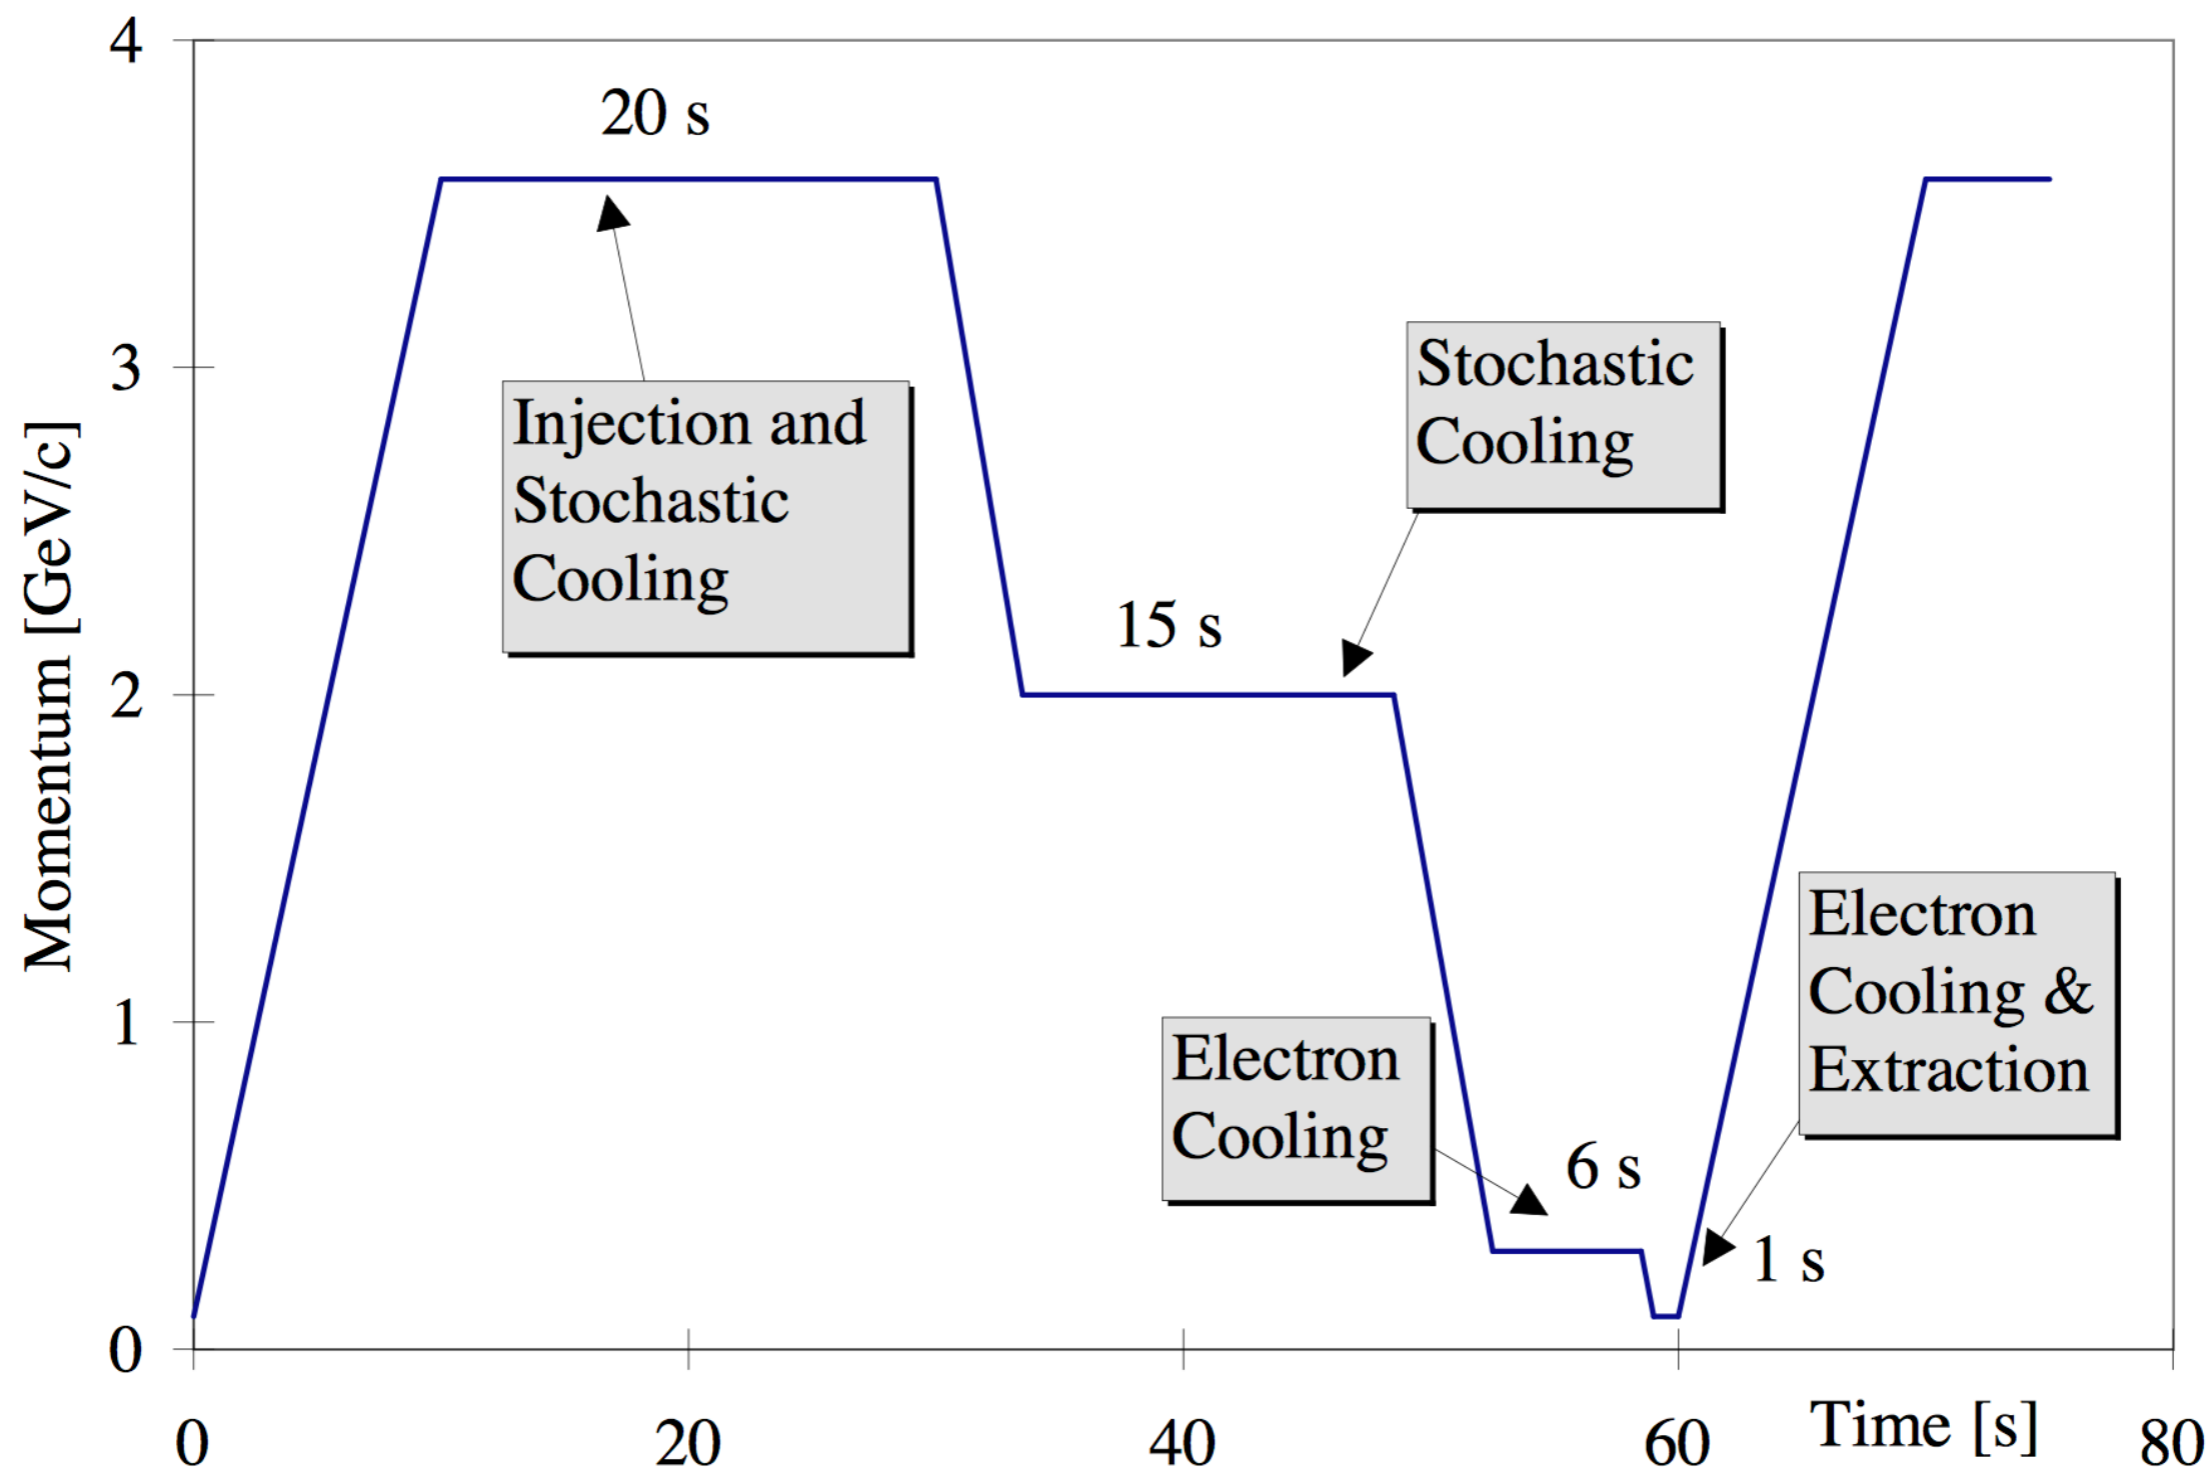 4
20 s
3
Injection and
Stochastic
Cooling
Stochastic
Cooling
Momentum [GeV/c]
15 s
2
1
Electron
Cooling
6 s
Electron
Cooling &
Extraction
1 s
0
0
20
40
60
Time [s]
80